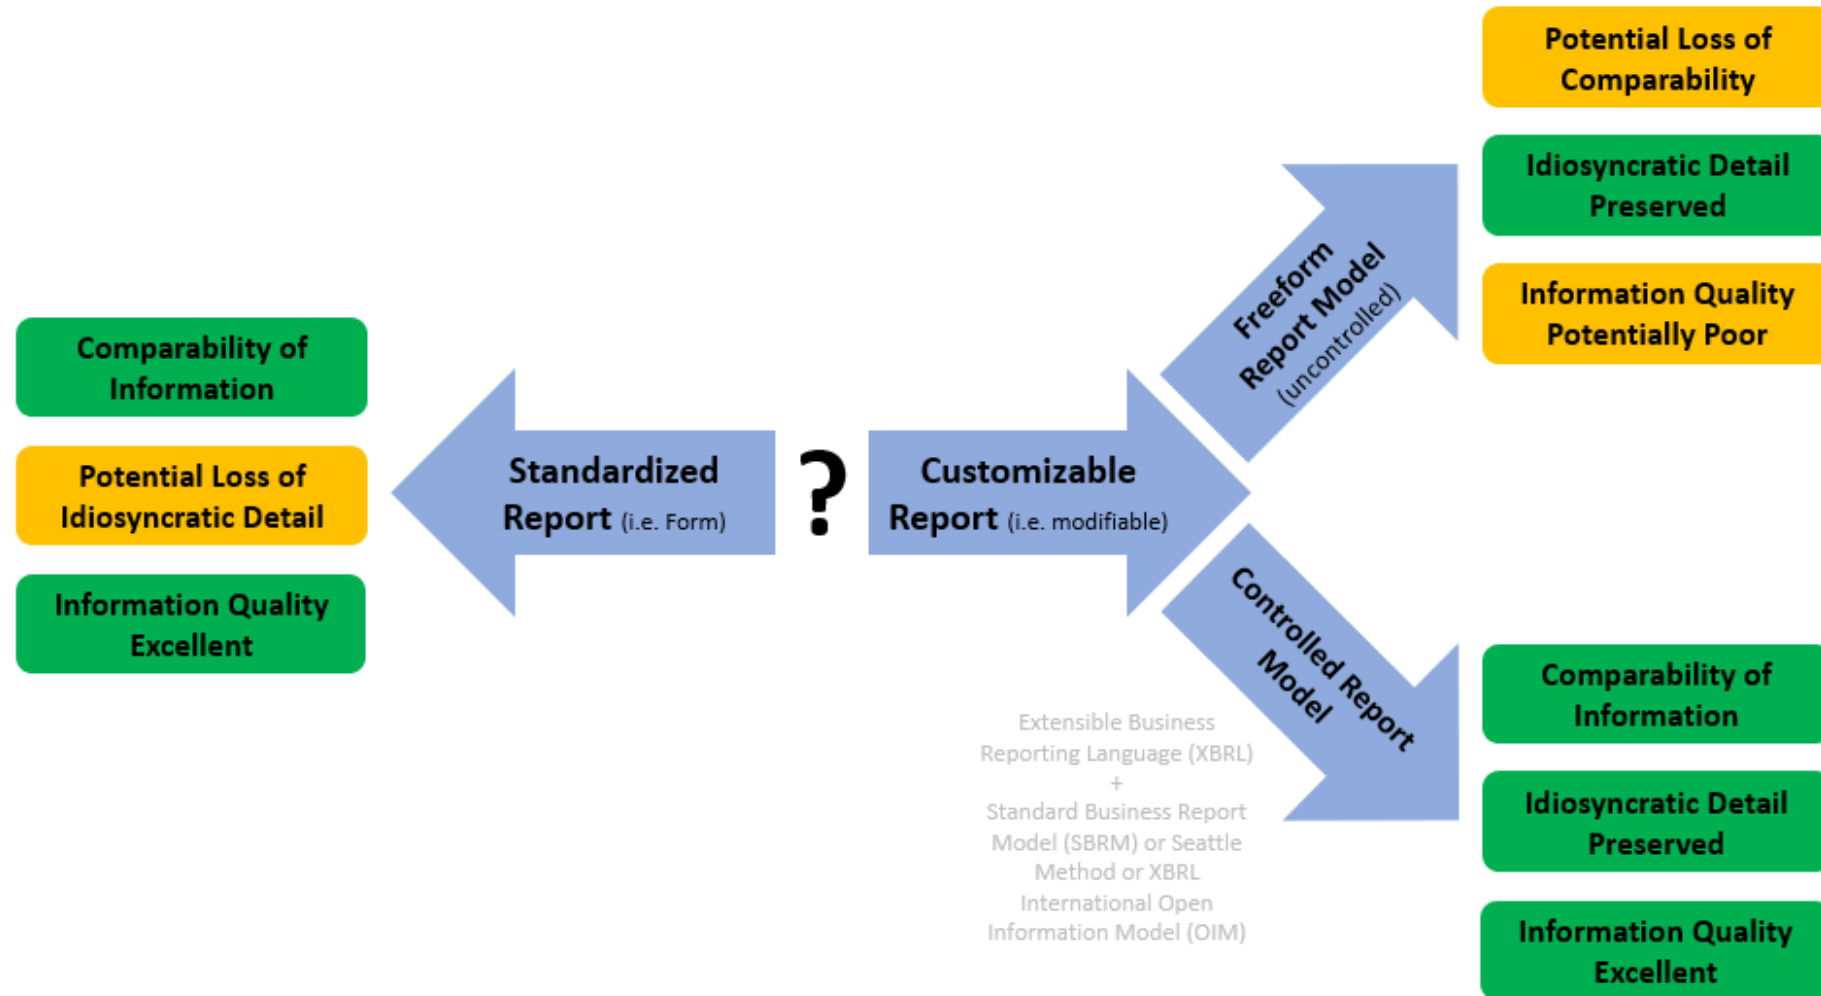 Comparability of
Information
Potential Loss of
Idiosyncratic Detail
Information Quality
Excellent
Standardized
Report (i.e. Form)
?
Customizable
Report (i.e. modifiable)
Freeform
Report Model
(uncontrolled)
Potential Loss of
Comparability
Idiosyncratic Detail
Preserved
Information Quality
Potentially Poor
Controlled Report
Model
Extensible Business
Reporting Language (XBRL)
+
Standard Business Report
Model (SBRM) or Seattle
Method or XBRL
International Open
Information Model (OIM)
Comparability of
Information
Idiosyncratic Detail
Preserved
Information Quality
Excellent